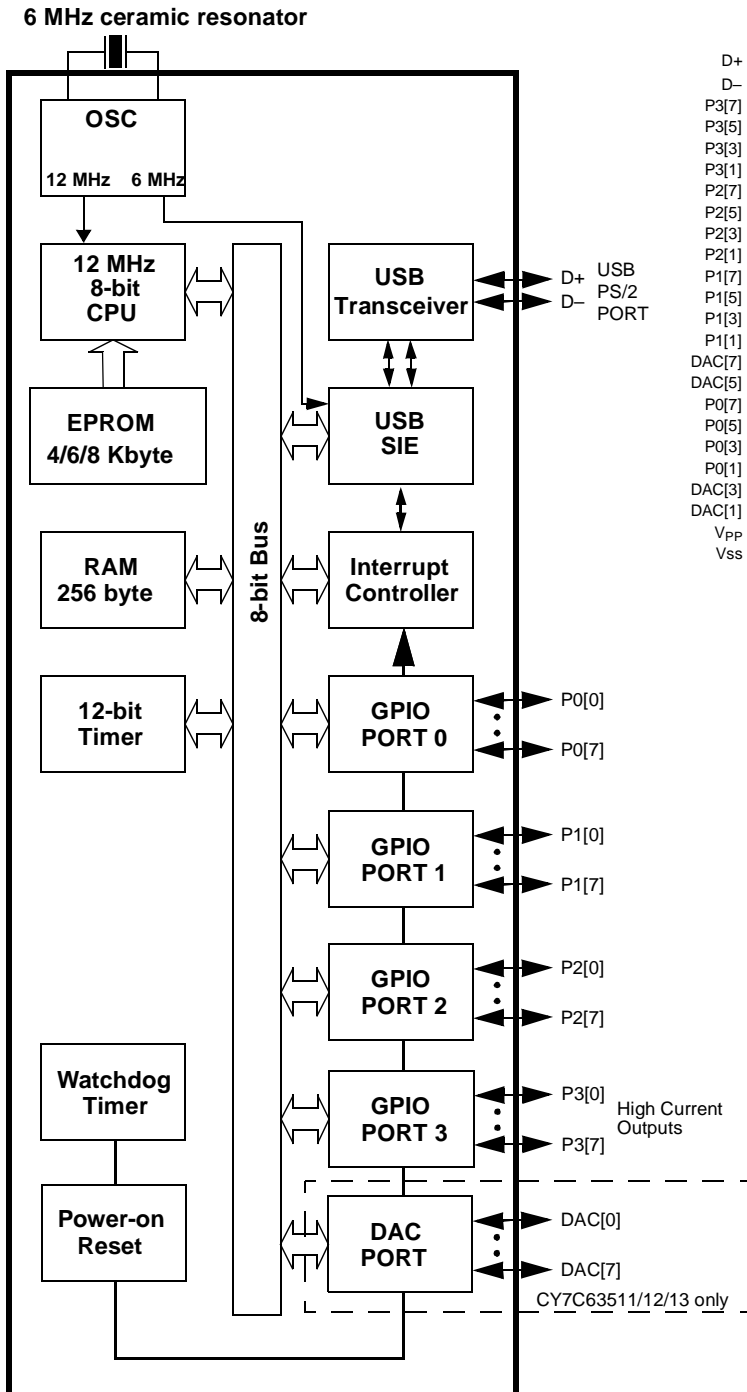 6 MHz ceramic resonator
OSC
12 MHz 6 MHz
12 MHz
8-bit
CPU
EPROM
4/6/8 Kbyte
RAM
256 byte
12-bit
Timer
Watchdog
Timer
Power-on
Reset
8-bit Bus
USB
Transceiver
USB
SIE
Interrupt
Controller
GPIO
PORT 0
GPIO
PORT 1
GPIO
PORT 2
GPIO
PORT 3
DAC
PORT
D+
D–
USB
PS/2
PORT
P0[0]
P0[7]
P1[0]
P1[7]
P2[0]
P2[7]
P3[0]
P3[7]
High Current
Outputs
DAC[0]
DAC[7]
CY7C63511/12/13 only
D+
D–
P3[7]
P3[5]
P3[3]
P3[1]
P2[7]
P2[5]
P2[3]
P2[1]
P1[7]
P1[5]
P1[3]
P1[1]
DAC[7]
DAC[5]
P0[7]
P0[5]
P0[3]
P0[1]
DAC[3]
DAC[1]
VPP
Vss